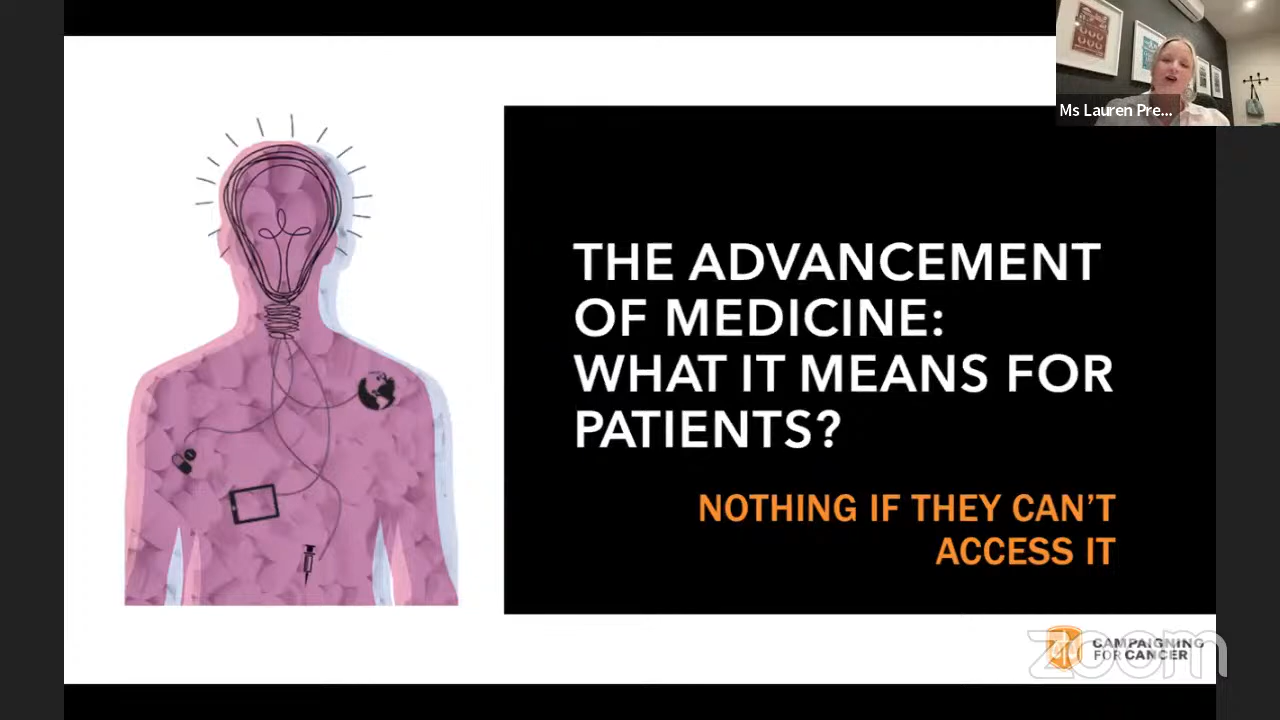 Ms Lauren Pre...
THE ADVANCEMENT
OF MEDICINE:
WHAT IT MEANS FOR
PATIENTS?
NOTHING IF THEY CAN’T
ACCESS IT
CAMPAIGNING
FOR CANCER
zoom